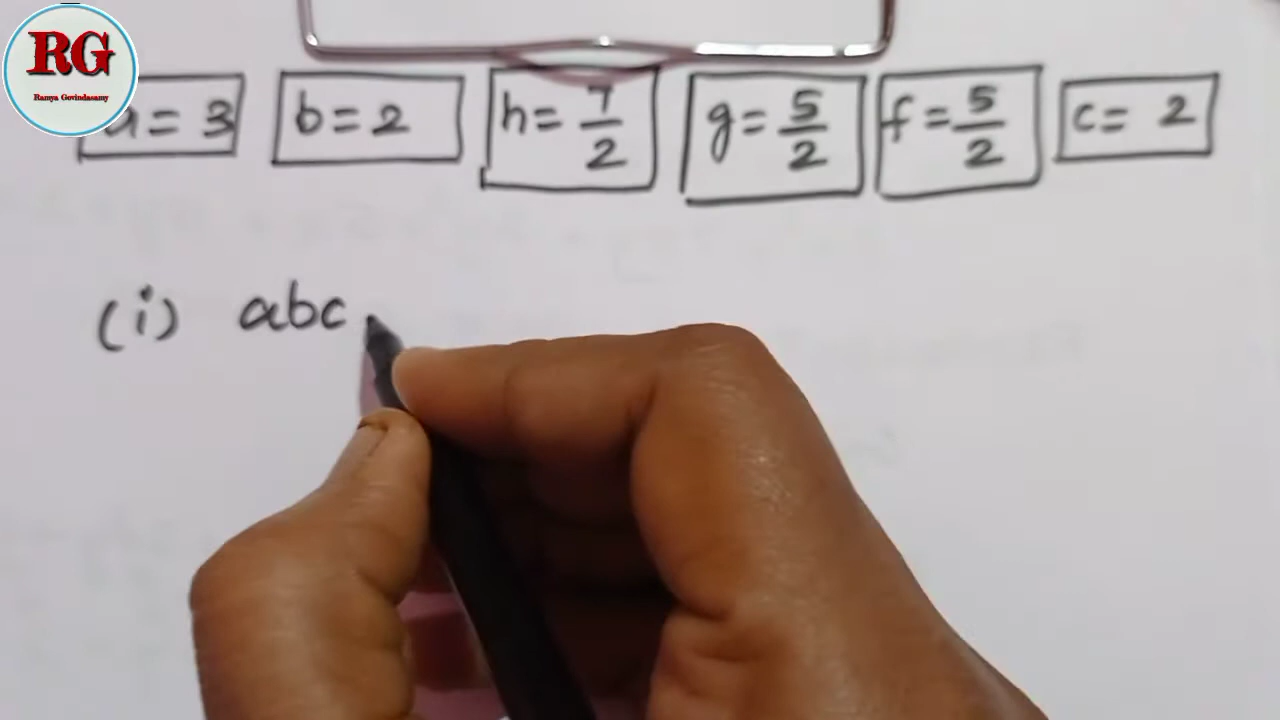 RG
Ramya Govindasamy
a = 3 b = 2 h = 7/2 g = 5/2 f = 5/2 c = 2
(i) abc